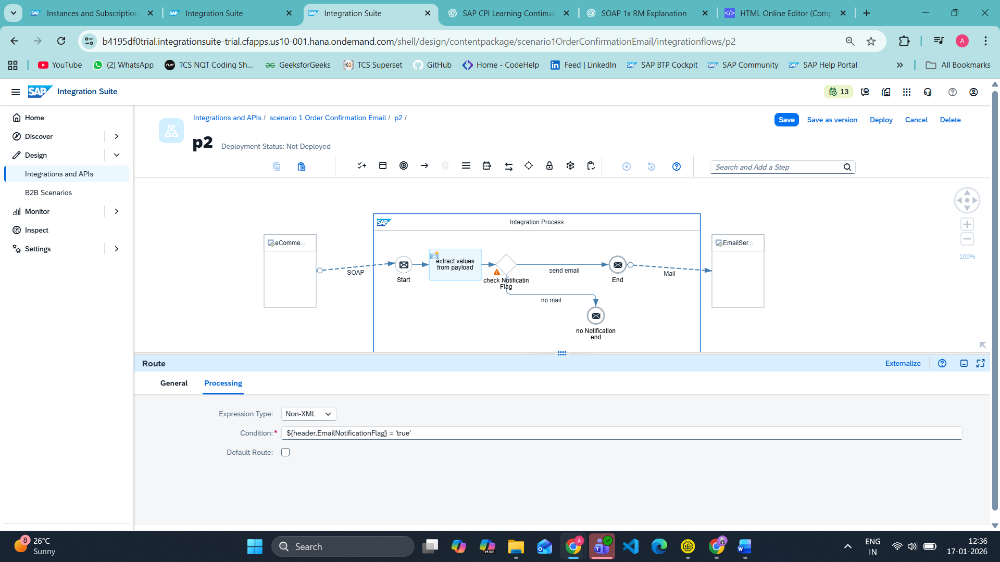 Instances and Subscription
Integration Suite
Integration Suite
SAP CPI Learning Continua
SOAP 1x RM Explanation
HTML Online Editor (Comp
b4195df0trial.integrationsuite-trial.cfapps.us10-001.hana.ondemand.com/shell/design/contentpackage/scenario1OrderConfirmationEmail/integrationflows/p2
A
YouTube
(2) WhatsApp
TCS NQT Coding Sh...
GeeksforGeeks
TCS Superset
GitHub
Home - CodeHelp
Feed | LinkedIn
SAP BTP Cockpit
SAP Community
SAP Help Portal
All Bookmarks
SAP Integration Suite
13
Home
Discover
Design
Integrations and APIs
B2B Scenarios
Monitor
Inspect
Settings
Integrations and APIs / scenario 1 Order Confirmation Email / p2 /
Save
Save as version
Deploy
Cancel
Delete
p2
Deployment Status: Not Deployed
Search and Add a Step
SAP
Integration Process
eComme...
SOAP
Start
extract values
from payload
check Notificatin
Flag
send email
no mail
End
no Notification
end
Mail
EmailSer...
100%
Route
Externalize
General
Processing
Expression Type:
Non-XML
Condition:*
${header.EmailNotificationFlag} = 'true'
Default Route:
8
26°C
Sunny
Search
ENG
IN
12:36
17-01-2026